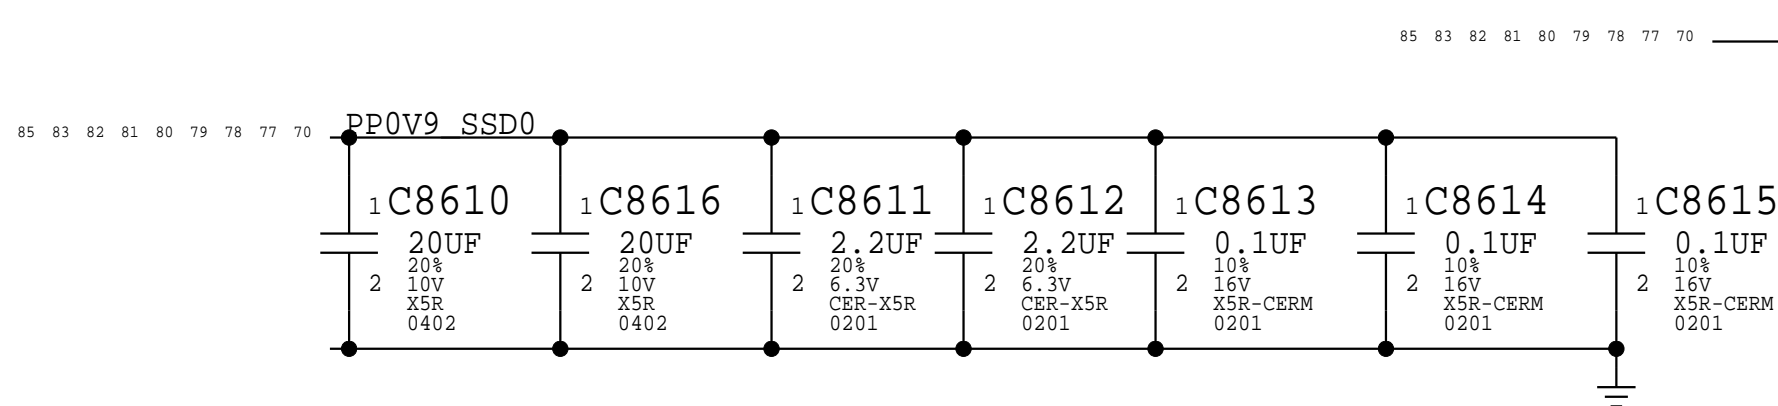 85 83 82 81 80 79 78 77 70
85 83 82 81 80 79 78 77 70 PP0V9_SSD0
1 C8610
20UF
20%
2 10V
X5R
0402
1 C8616
20UF
20%
2 10V
X5R
0402
1 C8611
2.2UF
20%
2 6.3V
CER-X5R
0201
1 C8612
2.2UF
20%
2 6.3V
CER-X5R
0201
1 C8613
0.1UF
10%
2 16V
X5R-CERM
0201
1 C8614
0.1UF
10%
2 16V
X5R-CERM
0201
1 C8615
0.1UF
10%
2 16V
X5R-CERM
0201